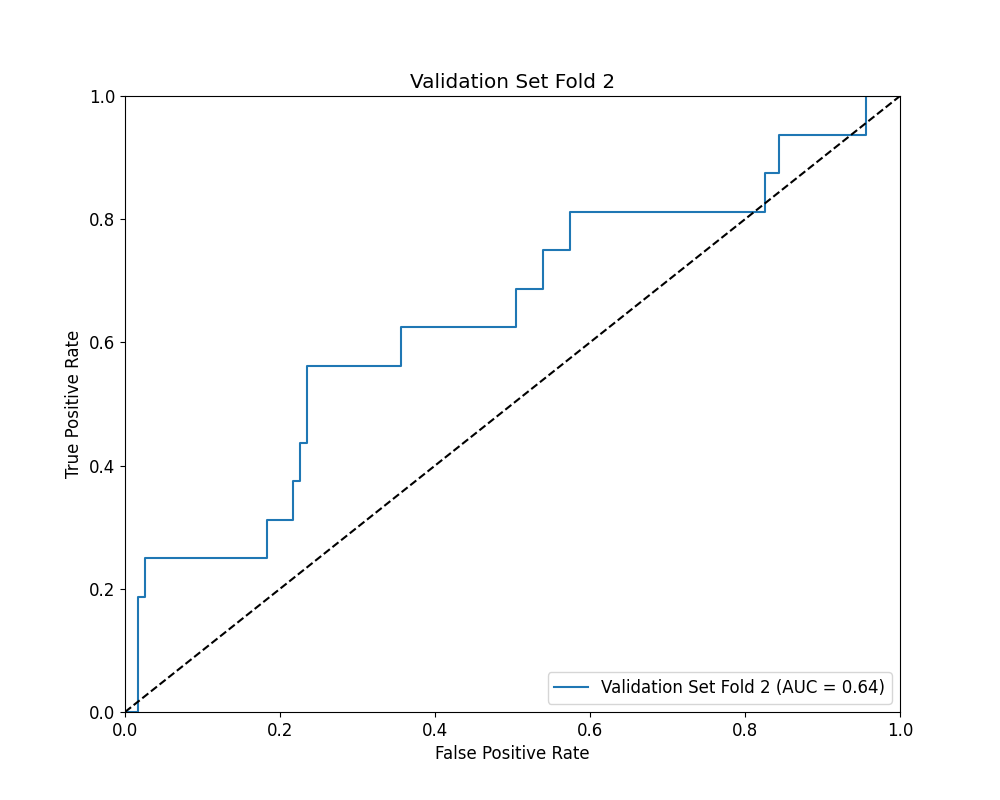 Validation Set Fold 2
1.0
0.8
0.6
0.4
0.2
0.0
True Positive Rate
Validation Set Fold 2 (AUC = 0.64)
0.0 0.2 0.4 0.6 0.8 1.0
False Positive Rate